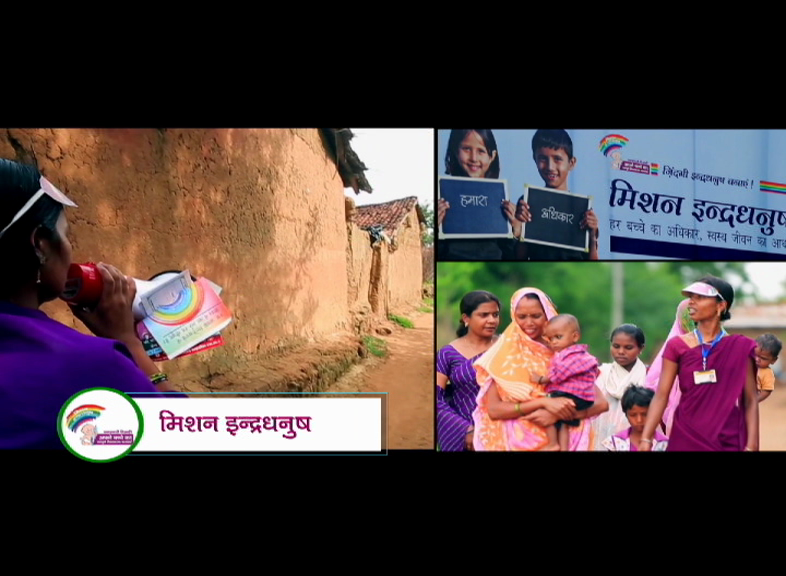 हमारा
अधिकार
ज़िंदगी इन्द्रधनुष बनाएं!
मिशन इन्द्रधनुष
हर बच्चे का अधिकार, स्वस्थ जीवन का
मिशन इन्द्रधनुष